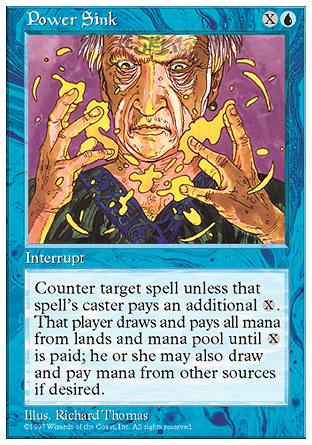 Power Sink X
Interrupt
Counter target spell unless that
spell's caster pays an additional X.
That player draws and pays all mana
from lands and mana pool until X
is paid; he or she may also draw
and pay mana from other sources
if desired.
Illus. Richard Thomas
©1997 Wizards of the Coast, Inc. All rights reserved.